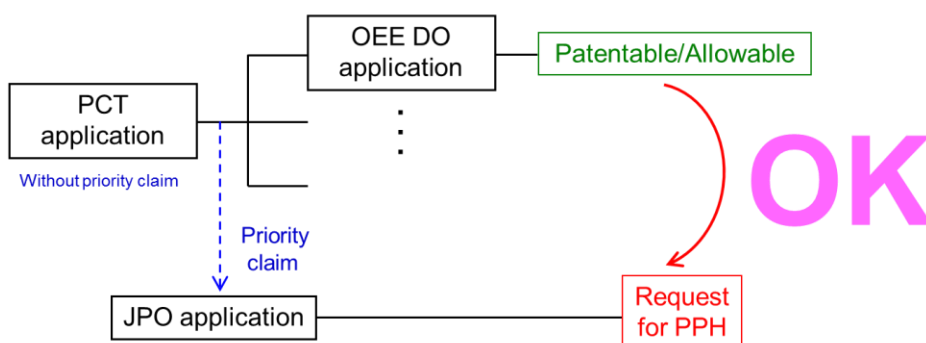 OEE DO
application
Patentable/Allowable
PCT
application
Without priority claim
OK
Priority
claim
JPO application
Request
for PPH